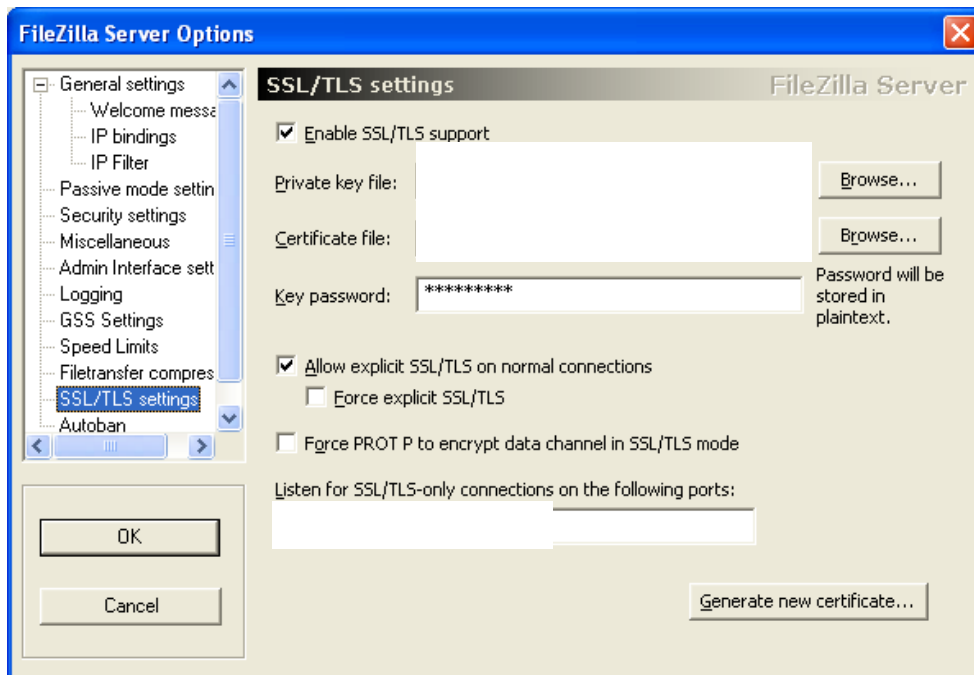 FileZilla Server Options
General settings
Welcome messa
IP bindings
IP Filter
Passive mode settin
Security settings
Miscellaneous
Admin Interface sett
Logging
GSS Settings
Speed Limits
Filetransfer compres
SSL/TLS settings
Autoban
OK
Cancel
SSL/TLS settings FileZilla Server
Enable SSL/TLS support
Private key file: Browse...
Certificate file: Browse...
Key password: *********
Password will be
stored in
plaintext.
Allow explicit SSL/TLS on normal connections
Force explicit SSL/TLS
Force PROT P to encrypt data channel in SSL/TLS mode
Listen for SSL/TLS-only connections on the following ports:
Generate new certificate...